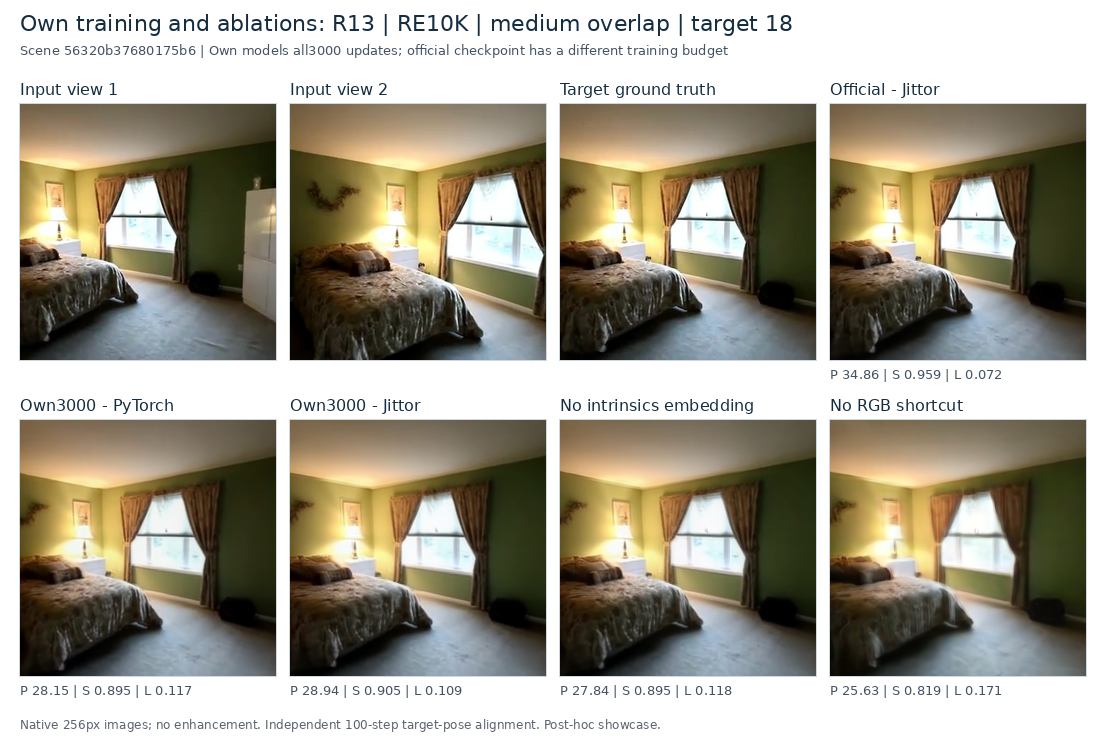 Own training and ablations: R13 | RE10K | medium overlap | target 18
Scene 56320b37680175b6 | Own models all3000 updates; official checkpoint has a different training budget
Input view 1
Input view 2
Target ground truth
Official - Jittor
P 34.86 | S 0.959 | L 0.072
Own3000 - PyTorch
Own3000 - Jittor
No intrinsics embedding
No RGB shortcut
P 28.15 | S 0.895 | L 0.117
P 28.94 | S 0.905 | L 0.109
P 27.84 | S 0.895 | L 0.118
P 25.63 | S 0.819 | L 0.171
Native 256px images; no enhancement. Independent 100-step target-pose alignment. Post-hoc showcase.